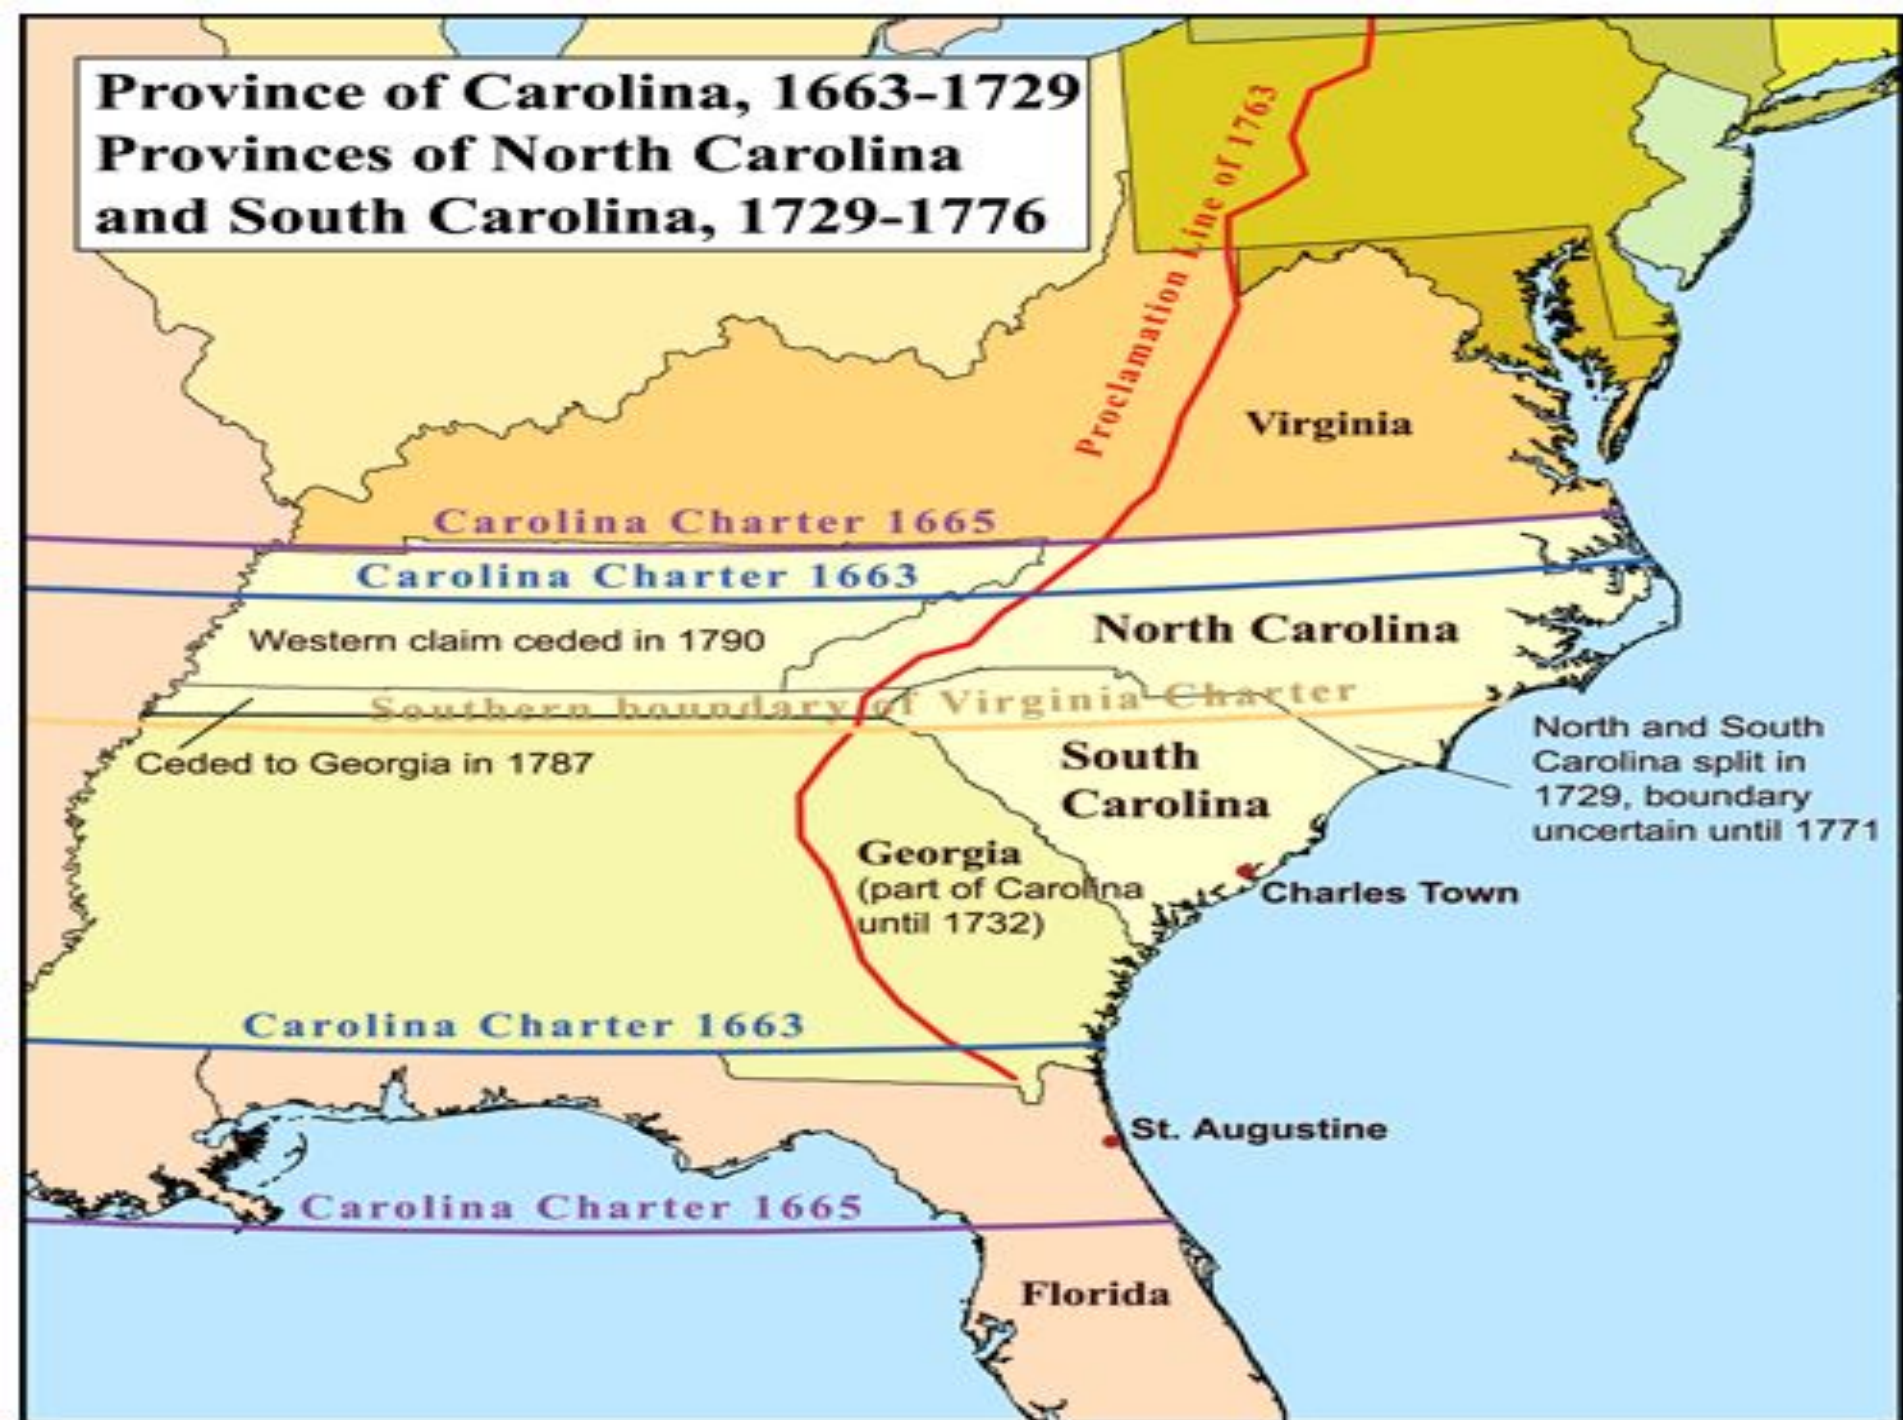 Province of Carolina, 1663-1729
Provinces of North Carolina
and South Carolina, 1729-1776
Proclamation Line of 1763
Virginia
Carolina Charter 1665
Carolina Charter 1663
Western claim ceded in 1790
North Carolina
Southern boundary of Virginia Charter
Ceded to Georgia in 1787
South
Carolina
North and South
Carolina split in
1729, boundary
uncertain until 1771
Georgia
(part of Carolina
until 1732)
Charles Town
Carolina Charter 1663
St. Augustine
Carolina Charter 1665
Florida